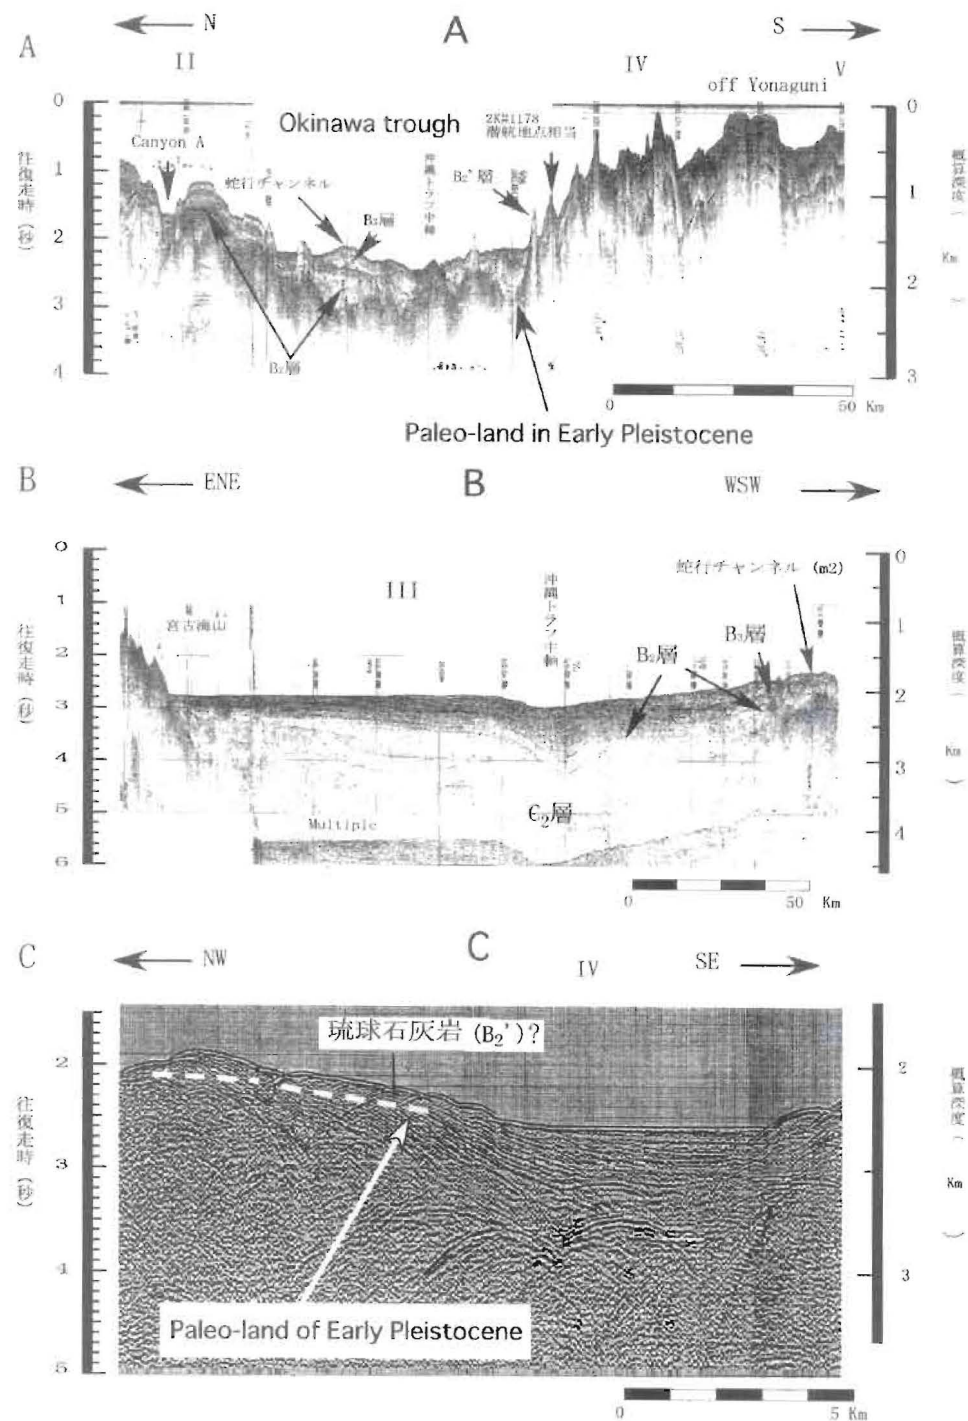 N
A
S
A
II
IV
V
off Yonaguni
Okinawa trough
2K#1178
潜航地点相当
Canyon A
蛇行チャンネル
B₂'層
B₃層
沖縄トラフ主軸
B₂層
0
1
2
3
4
往復走時(秒)
0
1
2
3
概算深度(Km)
0
50 Km
Paleo-land in Early Pleistocene
B
ENE
B
WSW
0
1
2
3
4
5
6
往復走時(秒)
III
宮古海山
沖縄トラフ主軸
蛇行チャンネル (m2)
B₃層
B₂層
C₂層
Multiple
0
1
2
3
4
概算深度(Km)
0
50 Km
C
NW
C
IV
SE
琉球石灰岩 (B₂')?
2
3
4
5
往復走時(秒)
2
3
概算深度(Km)
Paleo-land of Early Pleistocene
0
5 Km